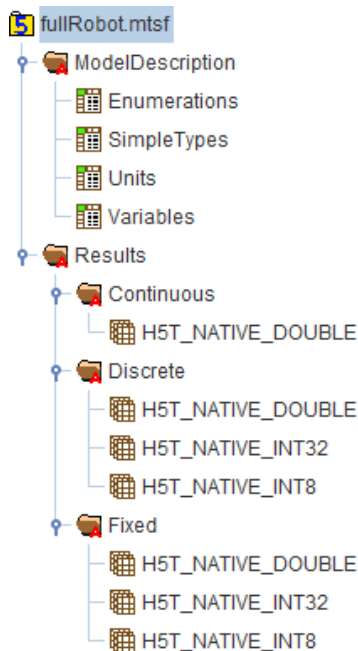 fullRobot.mtsf
ModelDescription
Enumerations
SimpleTypes
Units
Variables
Results
Continuous
H5T_NATIVE_DOUBLE
Discrete
H5T_NATIVE_DOUBLE
H5T_NATIVE_INT32
H5T_NATIVE_INT8
Fixed
H5T_NATIVE_DOUBLE
H5T_NATIVE_INT32
H5T_NATIVE_INT8